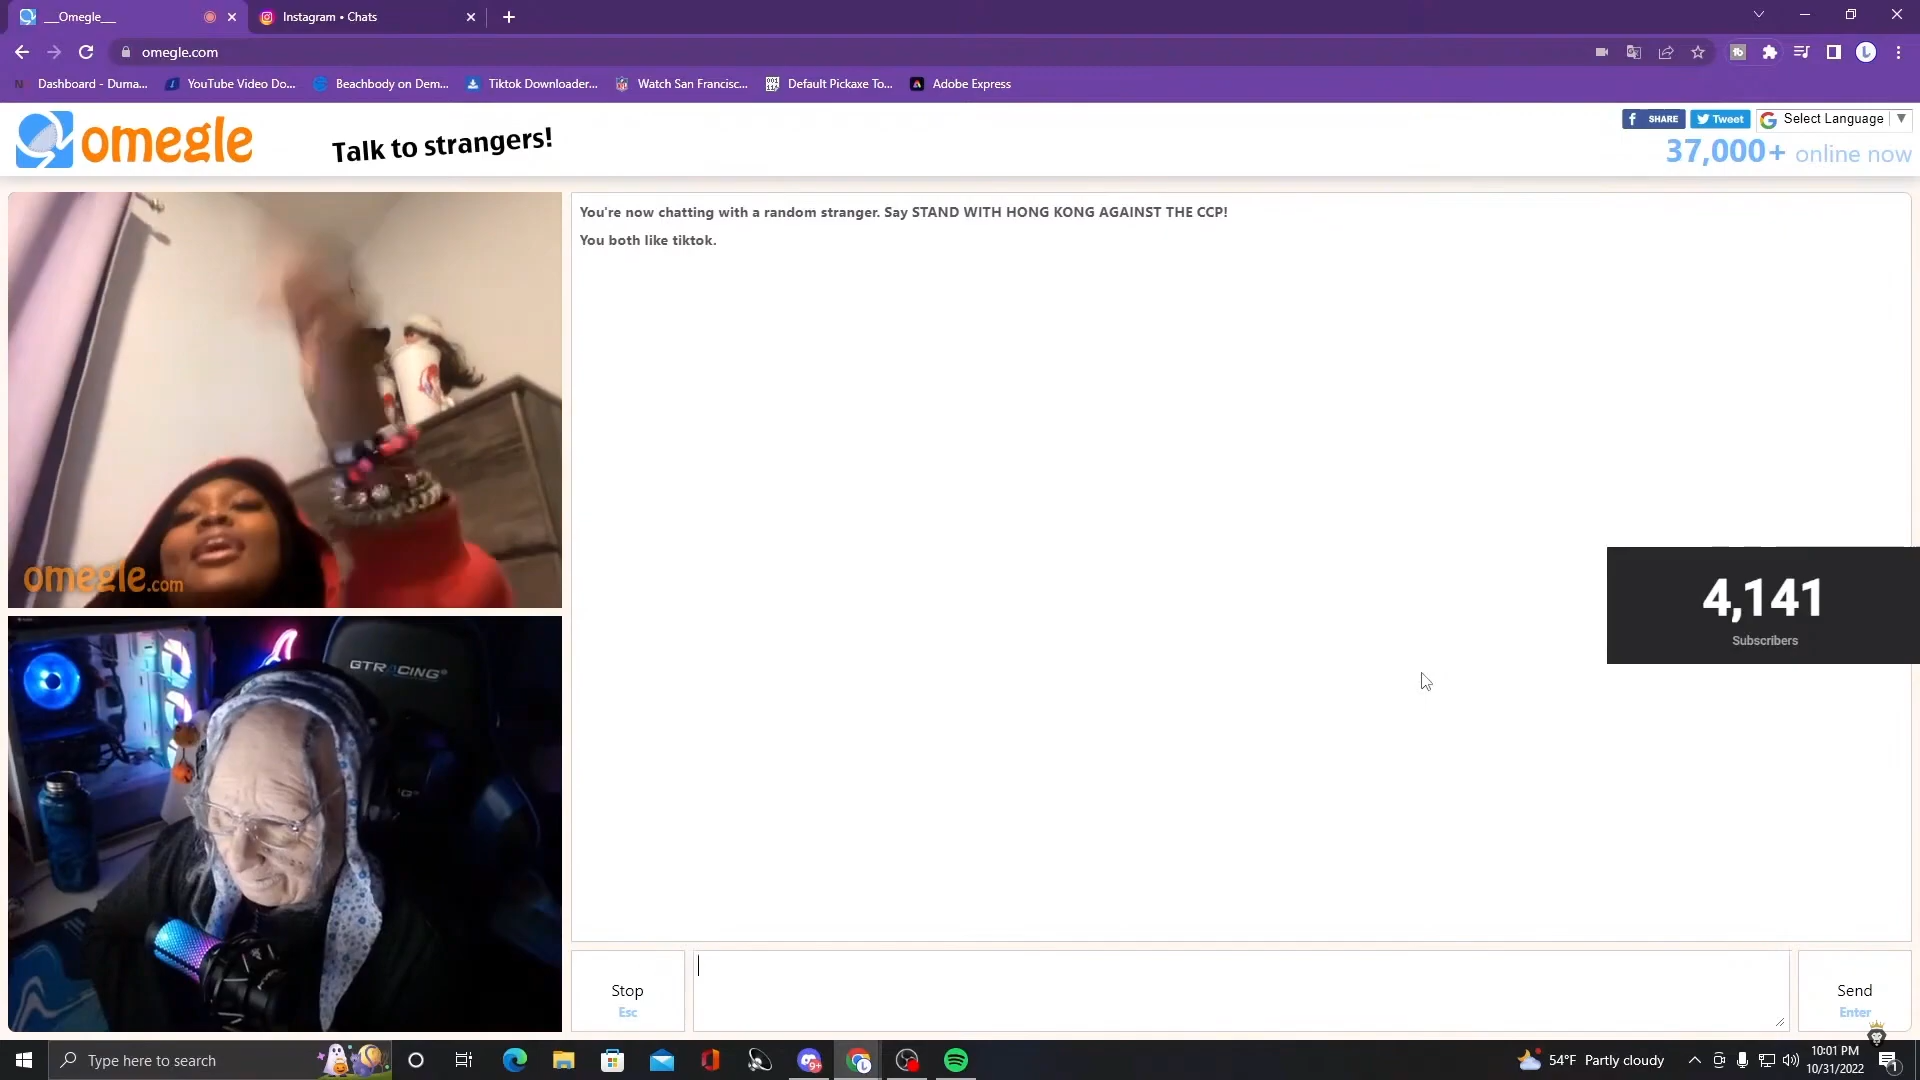 __Omegle__
Instagram • Chats
omegle.com
Dashboard - Duma...
YouTube Video Do...
Beachbody on Dem...
Tiktok Downloader...
Watch San Francisc...
Default Pickaxe To...
Adobe Express
omegle
Talk to strangers!
SHARE
Tweet
Select Language
37,000+ online now
You're now chatting with a random stranger. Say STAND WITH HONG KONG AGAINST THE CCP!
You both like tiktok.
omegle.com
4,141
Subscribers
GTRACING
Stop
Esc
Send
Enter
Type here to search
9+
54°F Partly cloudy
10:01 PM
10/31/2022
1